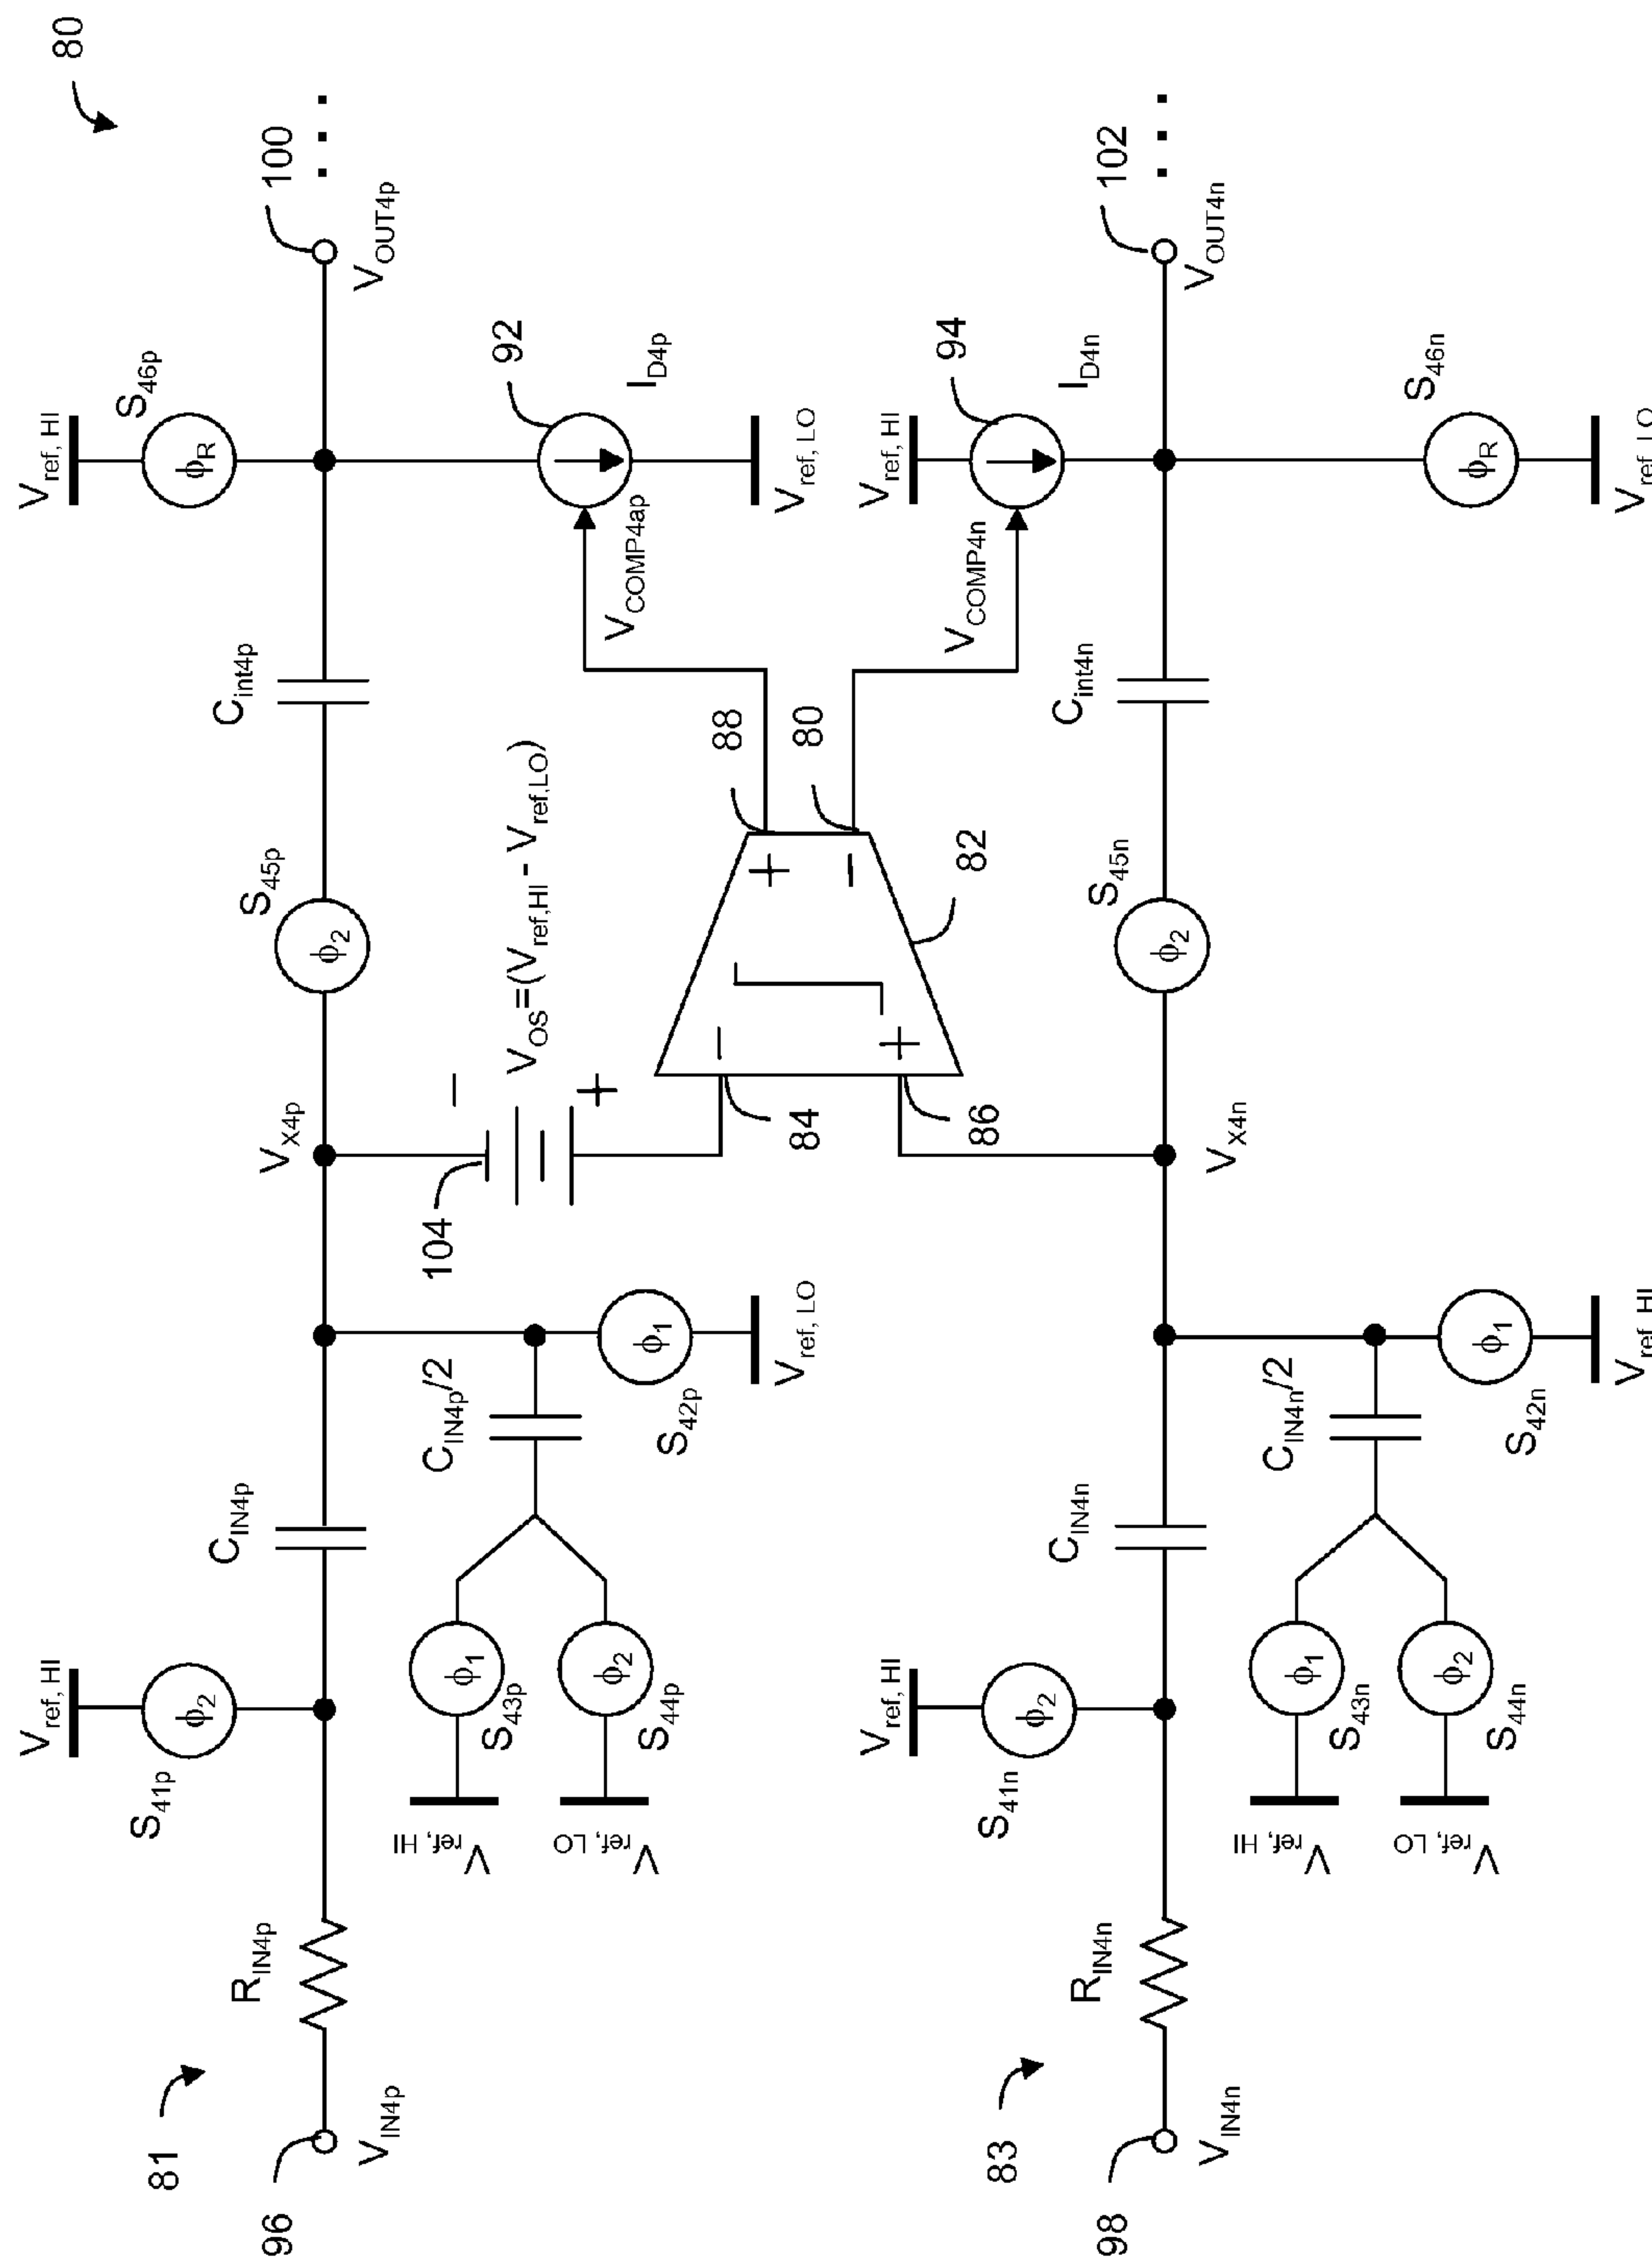 80
V_ref, HI
S_41p
ϕ_2
V_ref, HI
S_46p
ϕ_R
81
96
V_IN4p
R_IN4p
C_IN4p
V_X4p
S_45p
ϕ_2
C_int4p
100
V_OUT4p
. . .
V_ref, HI
ϕ_1
S_43p
V_ref, LO
ϕ_2
S_44p
C_IN4p/2
S_42p
ϕ_1
V_ref, LO
104
−
+
V_OS=(V_ref,HI - V_ref,LO)
92
I_D4p
V_COMP4ap
V_ref, LO
84
86
−
+
+
−
82
88
80
V_COMP4n
V_ref, HI
94
I_D4n
V_ref, HI
S_41n
ϕ_2
83
98
V_IN4n
R_IN4n
C_IN4n
V_X4n
S_45n
ϕ_2
C_int4n
102
V_OUT4n
. . .
V_ref, HI
ϕ_1
S_43n
V_ref, LO
ϕ_2
S_44n
C_IN4n/2
S_42n
ϕ_1
V_ref, HI
S_46n
ϕ_R
V_ref, LO